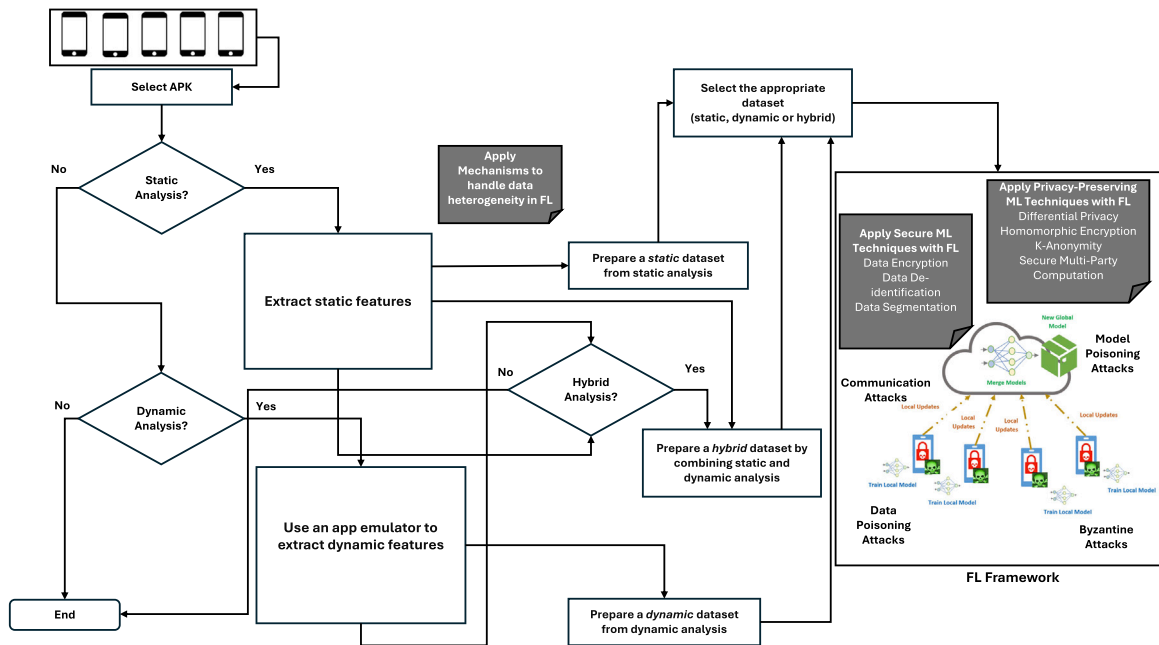 Select APK
No
Static
Analysis?
Yes
Apply
Mechanisms to
handle data
heterogeneity in FL
Select the appropriate
dataset
(static, dynamic or hybrid)
Extract static features
Prepare a static dataset
from static analysis
No
Hybrid
Analysis?
Yes
No
Dynamic
Analysis?
Yes
Prepare a hybrid dataset by
combining static and
dynamic analysis
Use an app emulator to
extract dynamic features
End
Prepare a dynamic dataset
from dynamic analysis
Apply Secure ML
Techniques with FL
Data Encryption
Data De-
identification
Data Segmentation
Apply Privacy-Preserving
ML Techniques with FL
Differential Privacy
Homomorphic Encryption
K-Anonymity
Secure Multi-Party
Computation
New Global
Model
Merge Models
Model
Poisoning
Attacks
Communication
Attacks
Local Updates
Local
Updates
Local
Updates
Local Updates
Train Local Model
Train Local Model
Train Local Model
Train Local Model
Data
Poisoning
Attacks
Byzantine
Attacks
FL Framework